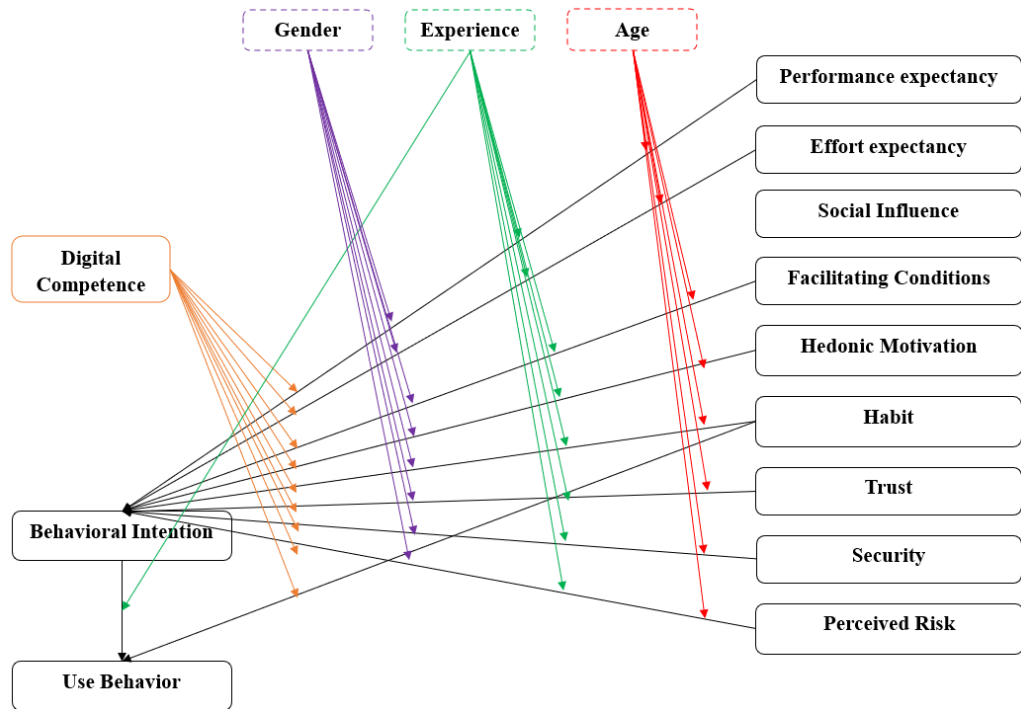 Gender
Experience
Age
Performance expectancy
Effort expectancy
Social Influence
Digital
Competence
Facilitating Conditions
Hedonic Motivation
Habit
Trust
Behavioral Intention
Security
Perceived Risk
Use Behavior